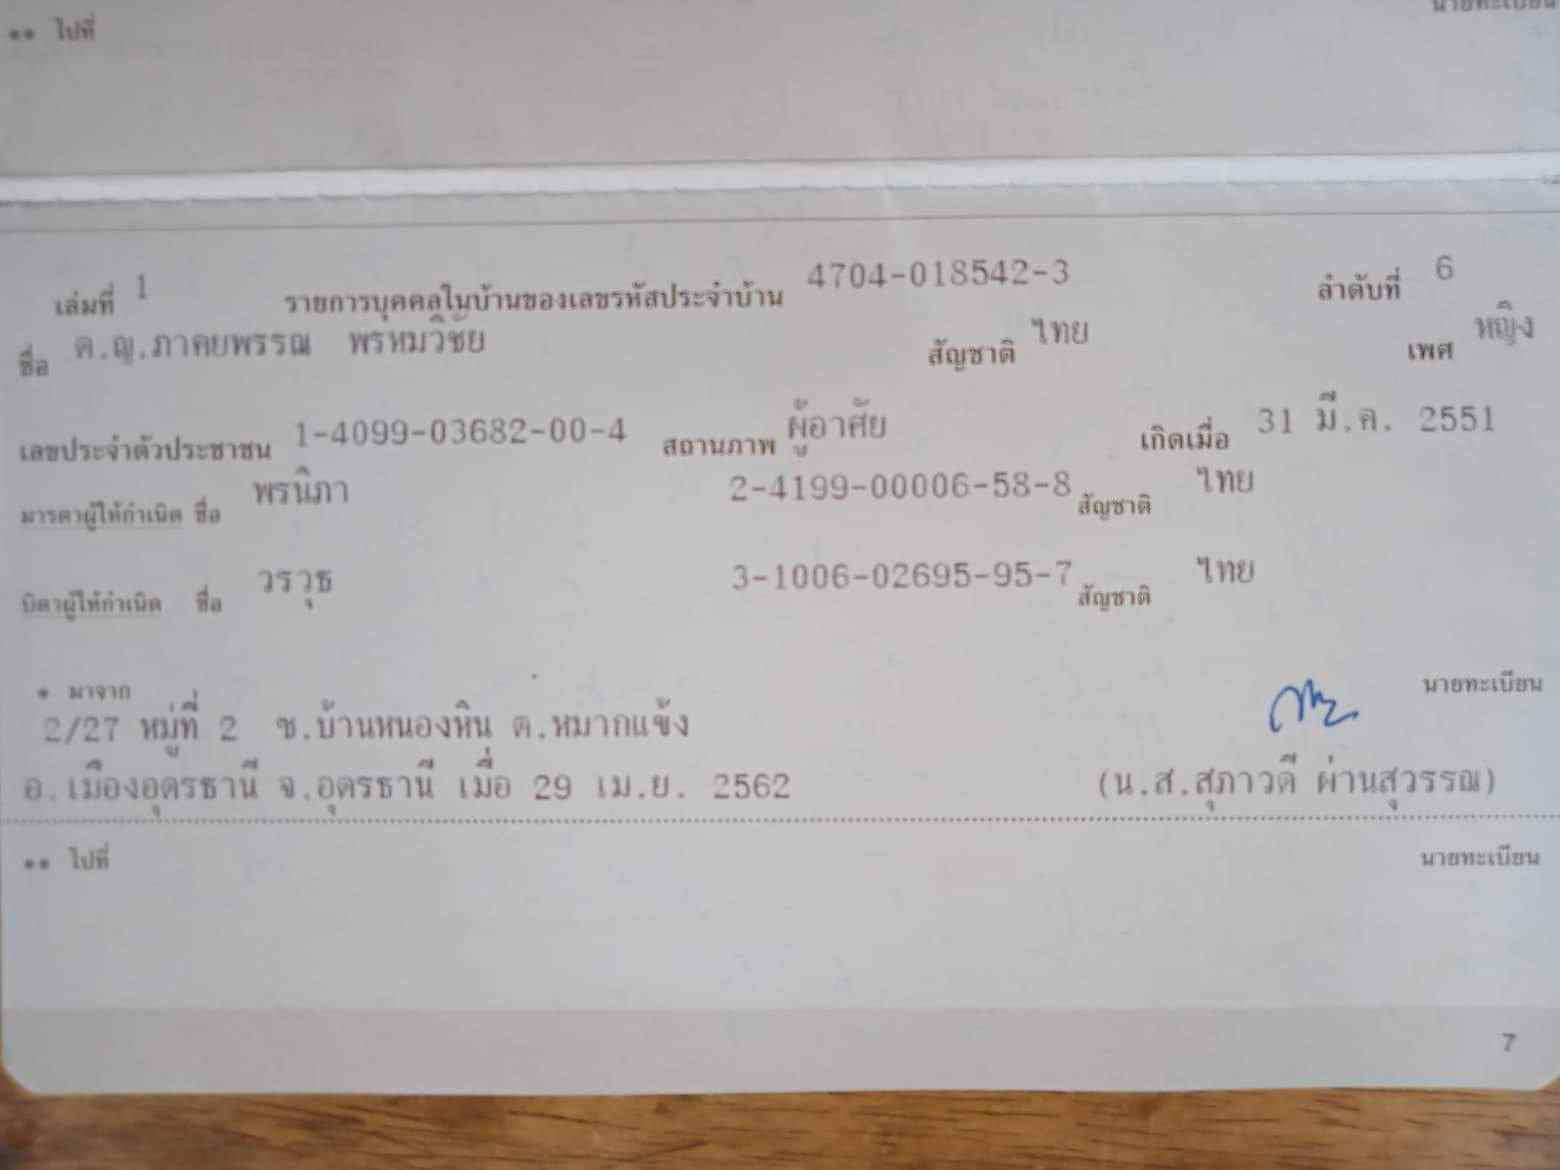 ** ไปที่ นายทะเบียน
เล่มที่ 1 รายการบุคคลในบ้านของเลขรหัสประจำบ้าน 4704-018542-3 ลำดับที่ 6
ชื่อ ด.ญ.ภาคยพรรณ พรหมวิชัย สัญชาติ ไทย เพศ หญิง
เลขประจำตัวประชาชน 1-4099-03682-00-4 สถานภาพ ผู้อาศัย เกิดเมื่อ 31 มี.ค. 2551
มารดาผู้ให้กำเนิด ชื่อ พรนิภา 2-4199-00006-58-8 สัญชาติ ไทย
บิดาผู้ให้กำเนิด ชื่อ วรวุธ 3-1006-02695-95-7 สัญชาติ ไทย
* มาจาก นายทะเบียน
2/27 หมู่ที่ 2 ซ.บ้านหนองหิน ต.หมากแข้ง
อ.เมืองอุดรธานี จ.อุดรธานี เมื่อ 29 เม.ย. 2562 (น.ส.สุภาวดี ผ่านสุวรรณ)
** ไปที่ นายทะเบียน
7